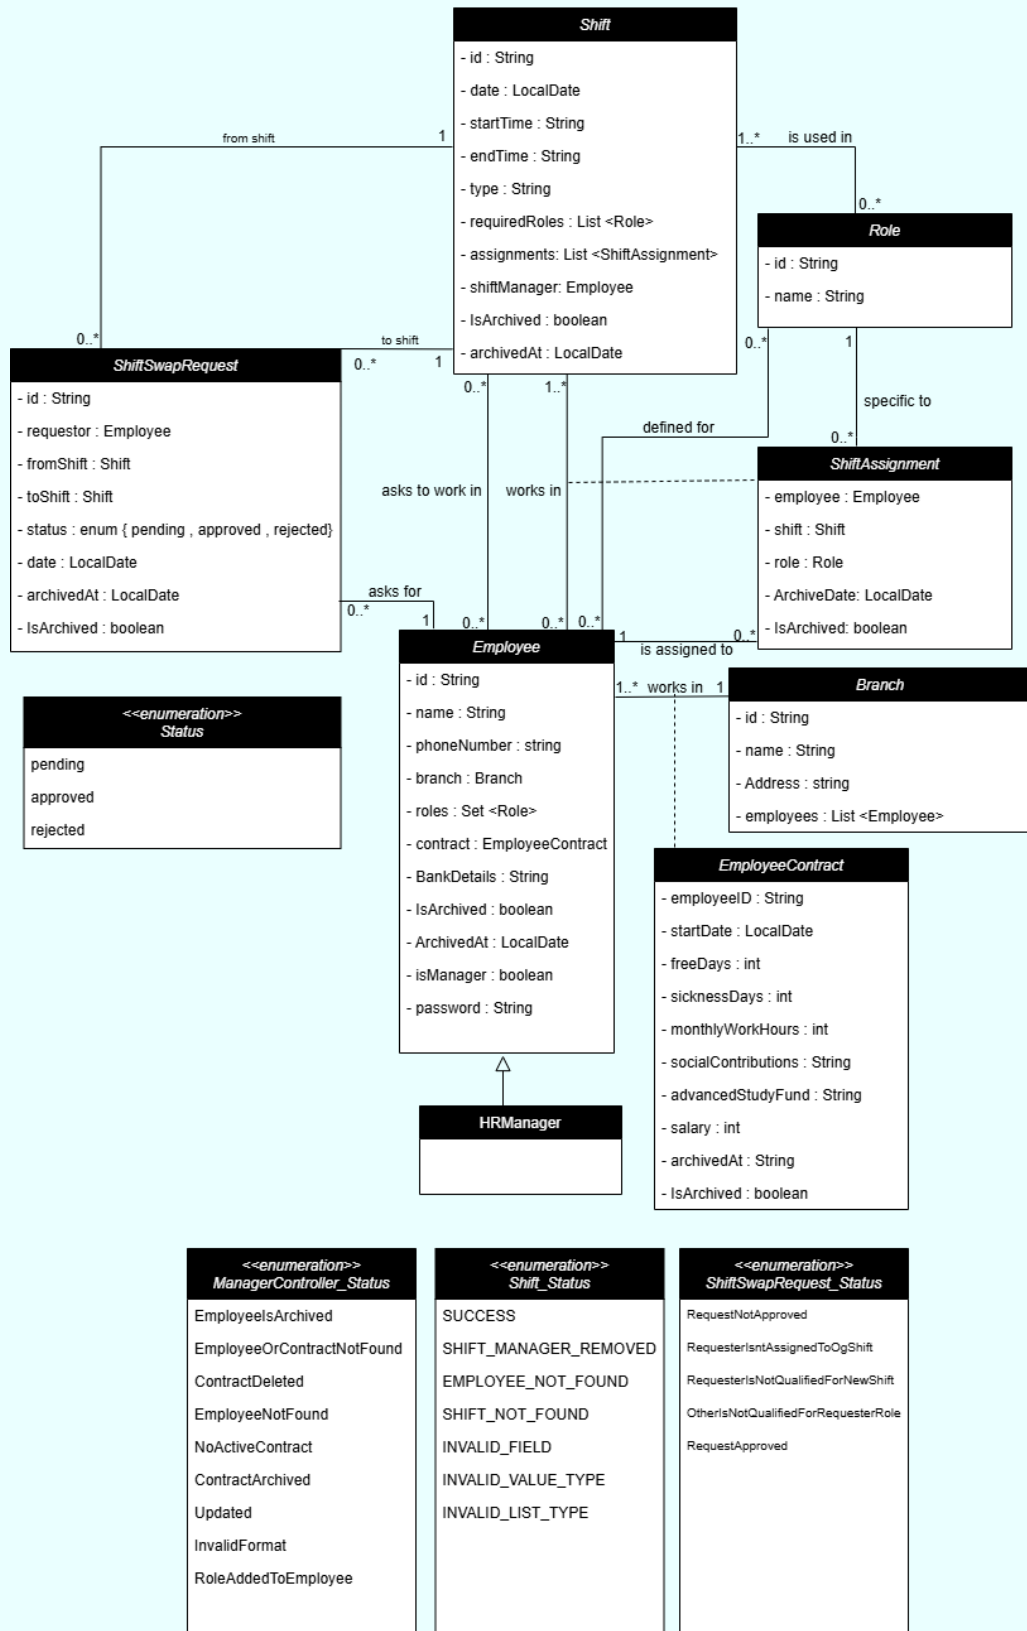 Shift
- id : String
- date : LocalDate
- startTime : String
- endTime : String
- type : String
- requiredRoles : List <Role>
- assignments: List <ShiftAssignment>
- shiftManager: Employee
- IsArchived : boolean
- archivedAt : LocalDate
from shift
1
0..*
to shift
0..*
1
1..*
is used in
0..*
Role
- id : String
- name : String
0..*
1
specific to
0..*
defined for
0..*
1..*
asks to work in
works in
ShiftSwapRequest
- id : String
- requestor : Employee
- fromShift : Shift
- toShift : Shift
- status : enum { pending , approved , rejected}
- date : LocalDate
- archivedAt : LocalDate
- IsArchived : boolean
ShiftAssignment
- employee : Employee
- shift : Shift
- role : Role
- ArchiveDate: LocalDate
- IsArchived: boolean
asks for
0..*
1
0..*
0..*
0..*
1
is assigned to
0..*
Employee
- id : String
- name : String
- phoneNumber : string
- branch : Branch
- roles : Set <Role>
- contract : EmployeeContract
- BankDetails : String
- IsArchived : boolean
- ArchivedAt : LocalDate
- isManager : boolean
- password : String
1..*
works in
1
Branch
- id : String
- name : String
- Address : string
- employees : List <Employee>
<<enumeration>>
Status
pending
approved
rejected
EmployeeContract
- employeeID : String
- startDate : LocalDate
- freeDays : int
- sicknessDays : int
- monthlyWorkHours : int
- socialContributions : String
- advancedStudyFund : String
- salary : int
- archivedAt : String
- IsArchived : boolean
HRManager
<<enumeration>>
ManagerController_Status
EmployeeIsArchived
EmployeeOrContractNotFound
ContractDeleted
EmployeeNotFound
NoActiveContract
ContractArchived
Updated
InvalidFormat
RoleAddedToEmployee
<<enumeration>>
Shift_Status
SUCCESS
SHIFT_MANAGER_REMOVED
EMPLOYEE_NOT_FOUND
SHIFT_NOT_FOUND
INVALID_FIELD
INVALID_VALUE_TYPE
INVALID_LIST_TYPE
<<enumeration>>
ShiftSwapRequest_Status
RequestNotApproved
RequesterIsntAssignedToOgShift
RequesterIsNotQualifiedForNewShift
OtherIsNotQualifiedForRequesterRole
RequestApproved